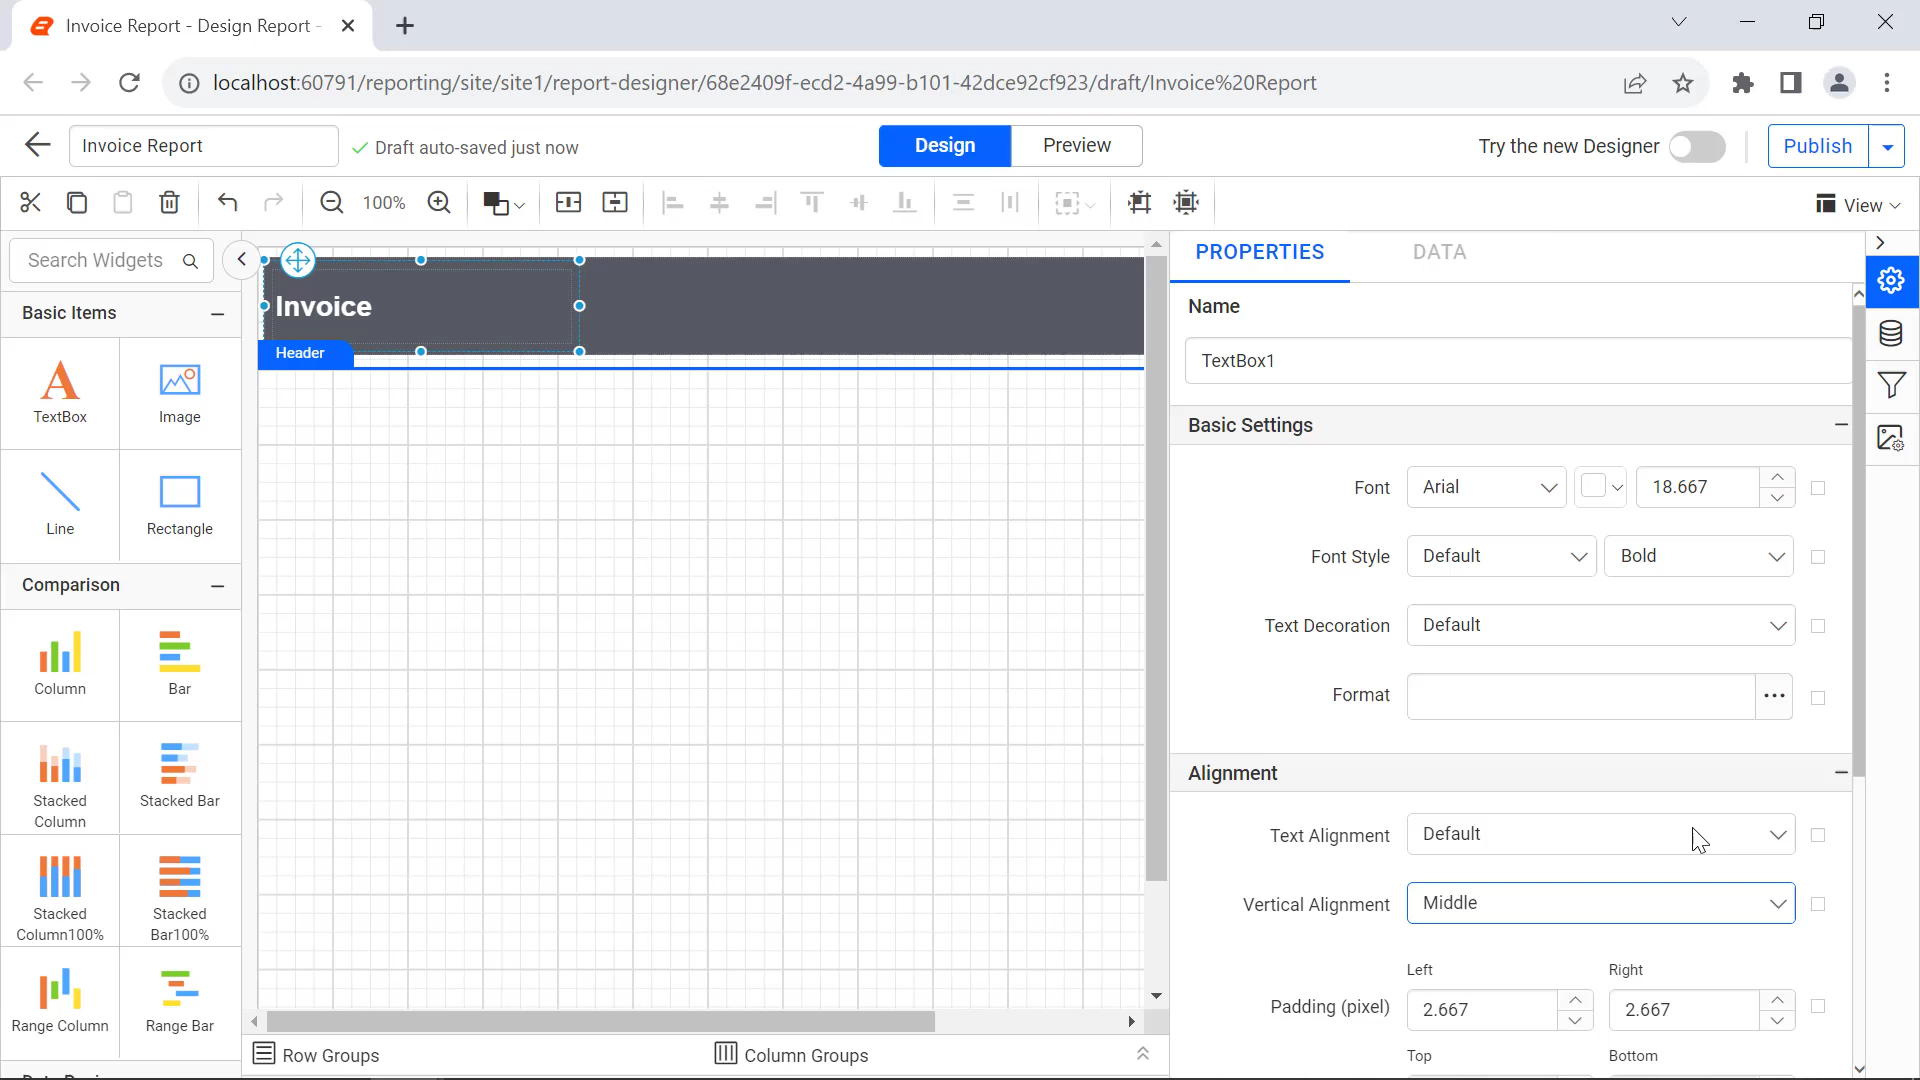 Invoice Report - Design Report -
localhost:60791/reporting/site/site1/report-designer/68e2409f-ecd2-4a99-b101-42dce92cf923/draft/Invoice%20Report
Invoice Report
Draft auto-saved just now
Design
Preview
Try the new Designer
Publish
100%
View
Search Widgets
Basic Items
TextBox
Image
Line
Rectangle
Comparison
Column
Bar
Stacked
Column
Stacked Bar
Stacked
Column100%
Stacked
Bar100%
Range Column
Range Bar
Invoice
Header
Row Groups
Column Groups
PROPERTIES
DATA
Name
TextBox1
Basic Settings
Font
Arial
18.667
Font Style
Default
Bold
Text Decoration
Default
Format
Alignment
Text Alignment
Default
Vertical Alignment
Middle
Left
Right
Padding (pixel)
2.667
2.667
Top
Bottom